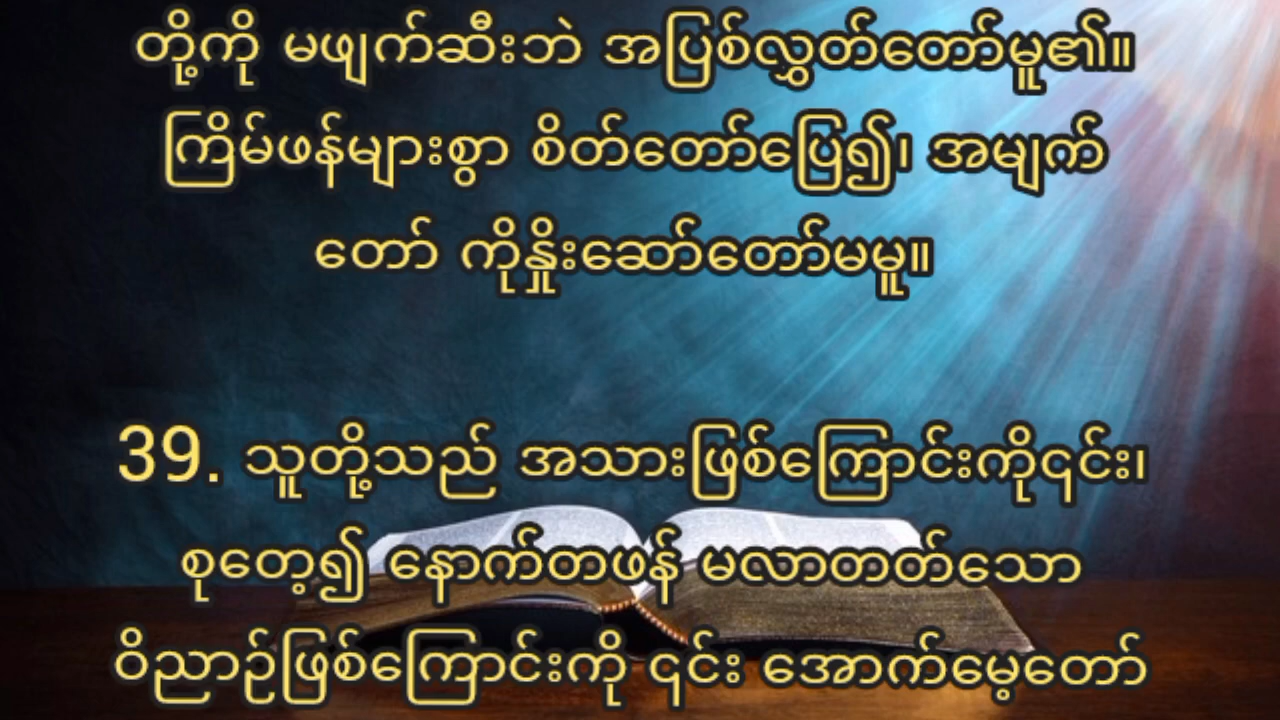 တို့ကို မဖျက်ဆီးဘဲ အပြစ်လွှတ်တော်မူ၏။
ကြိမ်ဖန်များစွာ စိတ်တော်ပြေ၍၊ အမျက်
တော် ကိုနှိုးဆော်တော်မမူ။
39. သူတို့သည် အသားဖြစ်ကြောင်းကို၎င်း၊
စုတေ့၍ နောက်တဖန် မလာတတ်သော
ဝိညာဉ်ဖြစ်ကြောင်းကို ၎င်း အောက်မေ့တော်